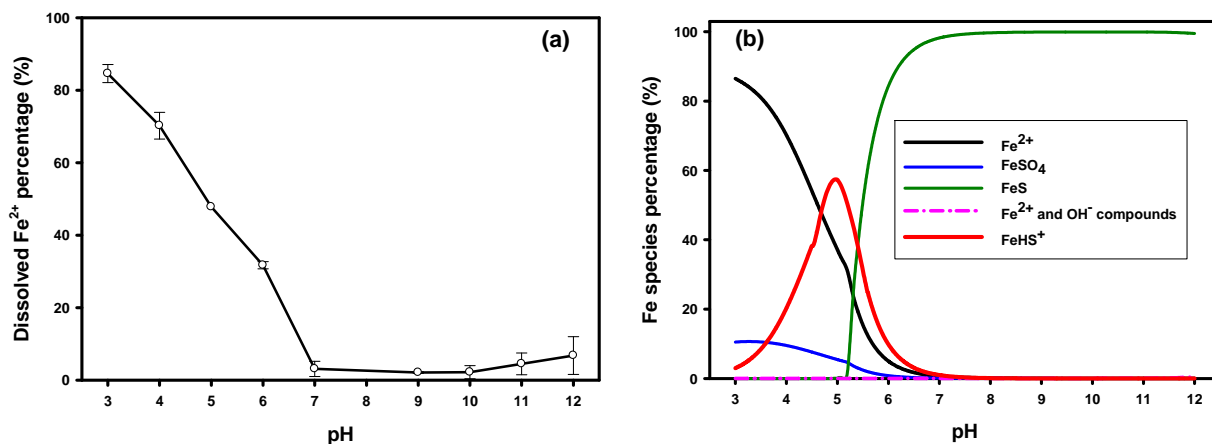 (a)
Dissolved Fe²⁺ percentage (%)
100
80
60
40
20
0
3 4 5 6 7 8 9 10 11 12
pH
(b)
Fe species percentage (%)
100
80
60
40
20
0
Fe²⁺
FeSO₄
FeS
Fe²⁺ and OH⁻ compounds
FeHS⁺
3 4 5 6 7 8 9 10 11 12
pH